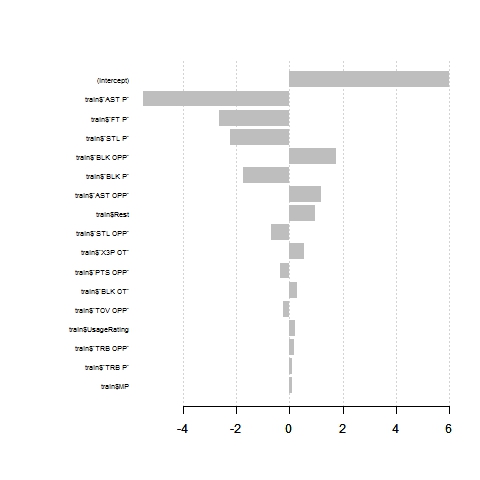 (Intercept)
train$`AST P`
train$`FT P`
train$`STL P`
train$`BLK OPP`
train$`BLK P`
train$`AST OPP`
train$Rest
train$`STL OPP`
train$`X3P OT`
train$`PTS OPP`
train$`BLK OT`
train$`TOV OPP`
train$UsageRating
train$`TRB OPP`
train$`TRB P`
train$MP
-4 -2 0 2 4 6